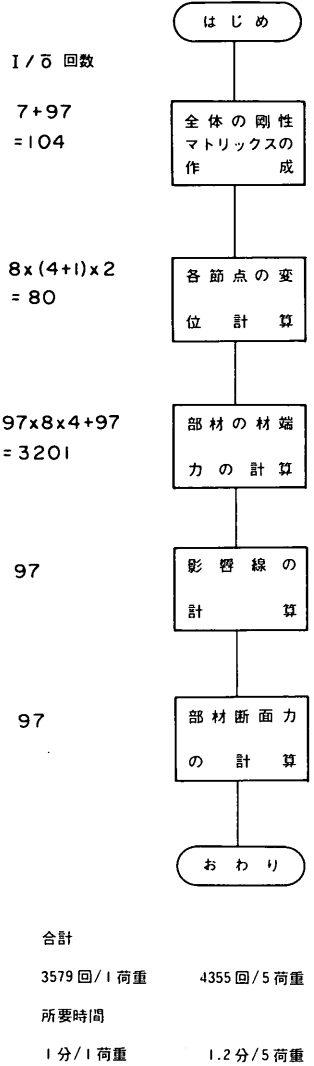 はじめ
I/O 回数
7+97
=104
全体の剛性
マトリックスの
作成
8x(4+1)x2
=80
各節点の変
位計算
97x8x4+97
=3201
部材の材端
力の計算
97
影響線の
計算
97
部材断面力
の計算
おわり
合計
3579回/1荷重 4355回/5荷重
所要時間
1分/1荷重 1.2分/5荷重